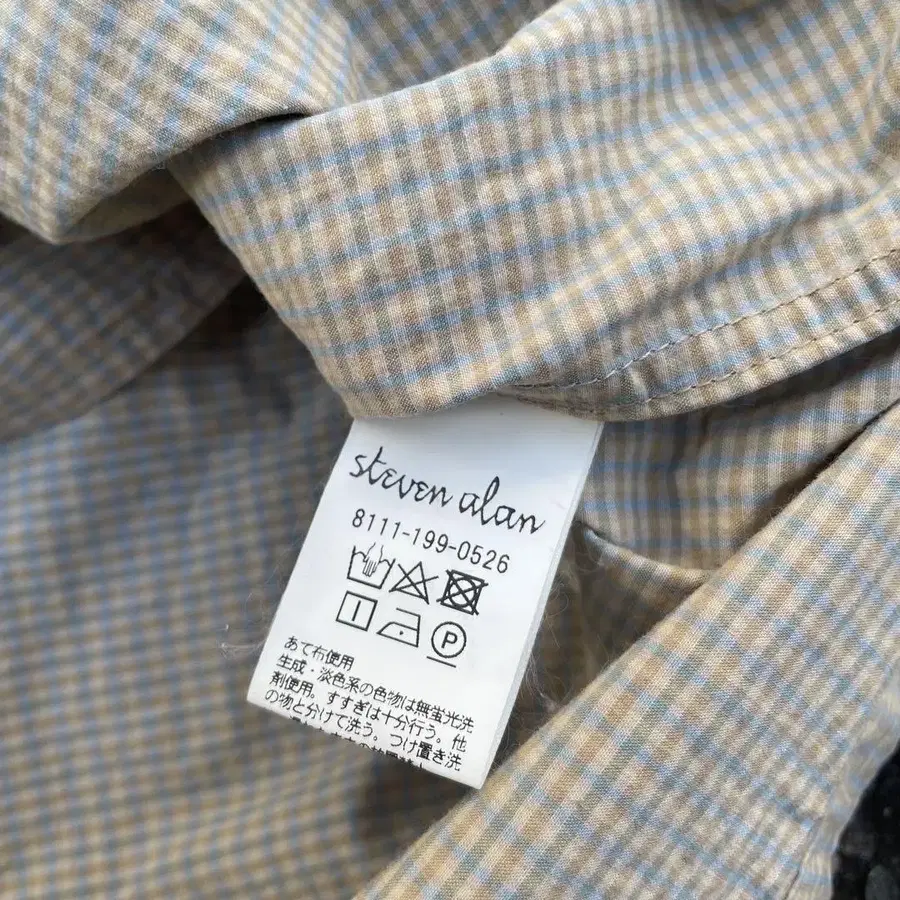 steven alan
8111-199-0526
P
あて布使用
生成・淡色系の色物は無蛍光洗
剤使用。すすぎは十分行う。他
の物と分けて洗う。つけ置き洗